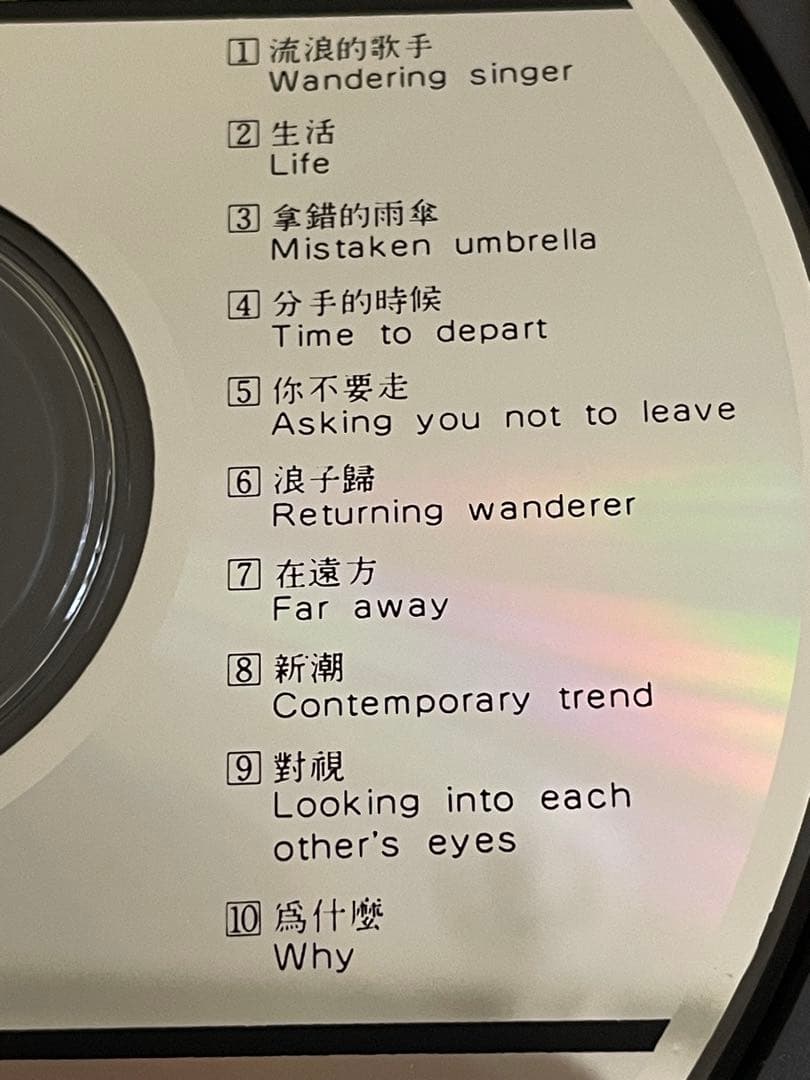 1 流浪的歌手
Wandering singer
2 生活
Life
3 拿錯的雨傘
Mistaken umbrella
4 分手的時候
Time to depart
5 你不要走
Asking you not to leave
6 浪子歸
Returning wanderer
7 在遠方
Far away
8 新潮
Contemporary trend
9 對視
Looking into each
other's eyes
10 爲什麼
Why